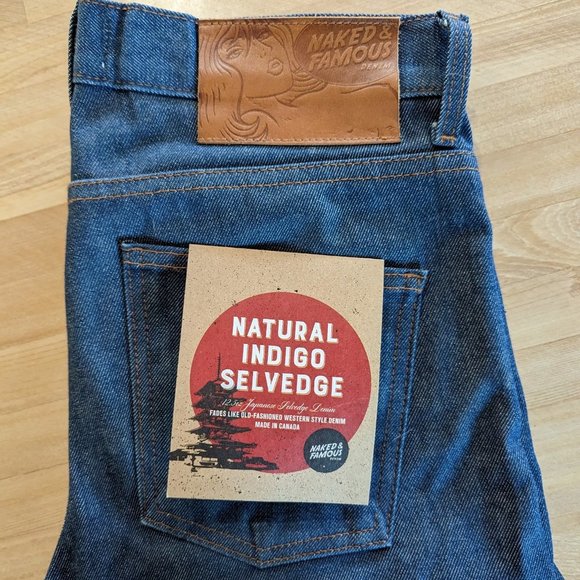 NAKED &
FAMOUS
DENIM
NATURAL
INDIGO
SELVEDGE
12.5oz Japanese Selvedge Denim
FADES LIKE OLD-FASHIONED WESTERN STYLE DENIM
MADE IN CANADA
NAKED &
FAMOUS
DENIM